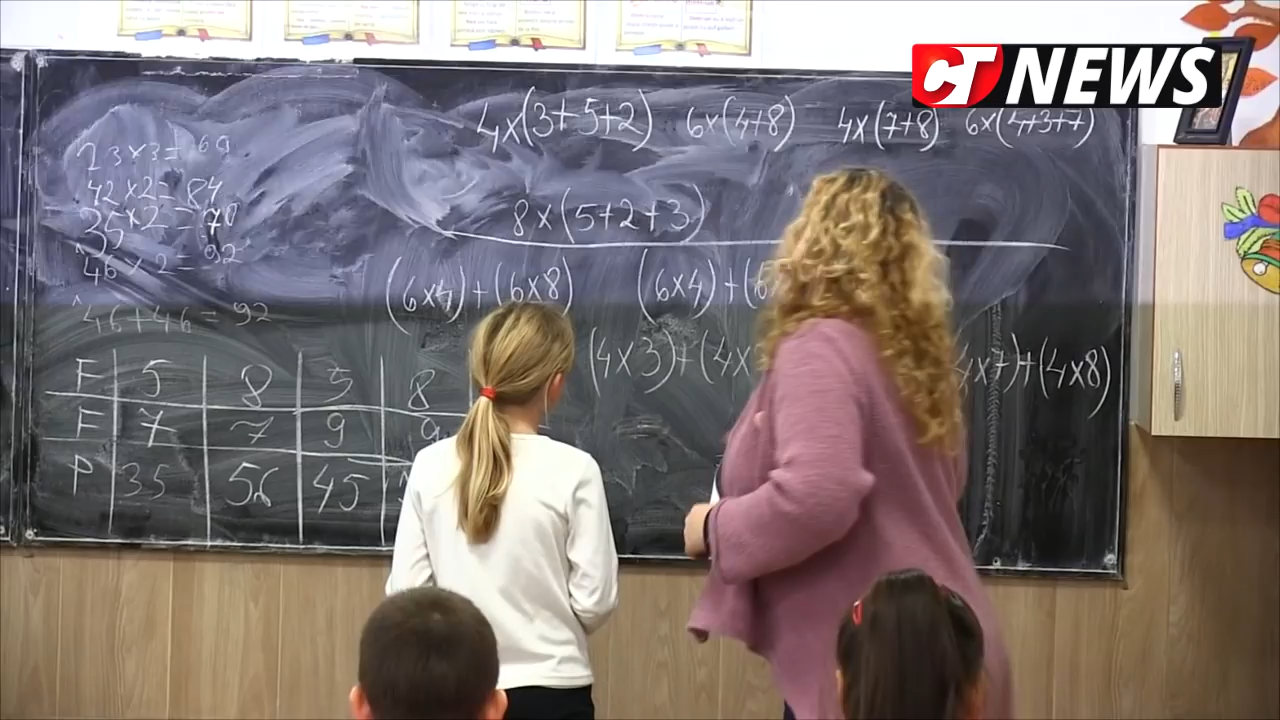 CT NEWS
4x(3+5+2) 6x(4+8) 4x(7+8) 6x(4+3+7)
23x3=69
42x2=84
35x2=70
46x2=92
46+46=92
8x(5+2+3)
(6x4)+(6x8) (6x4)+(
(4x3)+(4x 4x7)+(4x8)
F 5 8 5 8
F 7 7 9 9
P 35 56 45